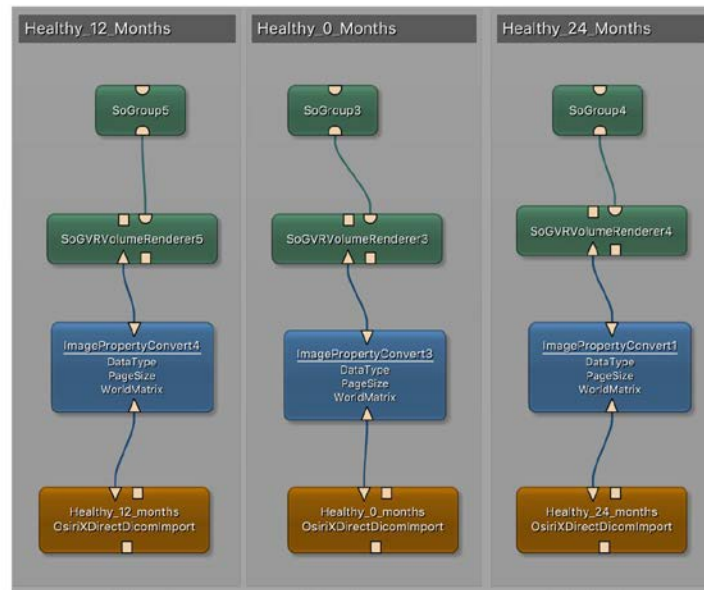 Healthy_12_Months
SoGroup5
SoGVRVolumeRenderer5
ImagePropertyConvert4
DataType
PageSize
WorldMatrix
Healthy_12_months
OsiriXDirectDicomImport
Healthy_0_Months
SoGroup3
SoGVRVolumeRenderer3
ImagePropertyConvert3
DataType
PageSize
WorldMatrix
Healthy_0_months
OsiriXDirectDicomImport
Healthy_24_Months
SoGroup4
SoGVRVolumeRenderer4
ImagePropertyConvert1
DataType
PageSize
WorldMatrix
Healthy_24_months
OsiriXDirectDicomImport